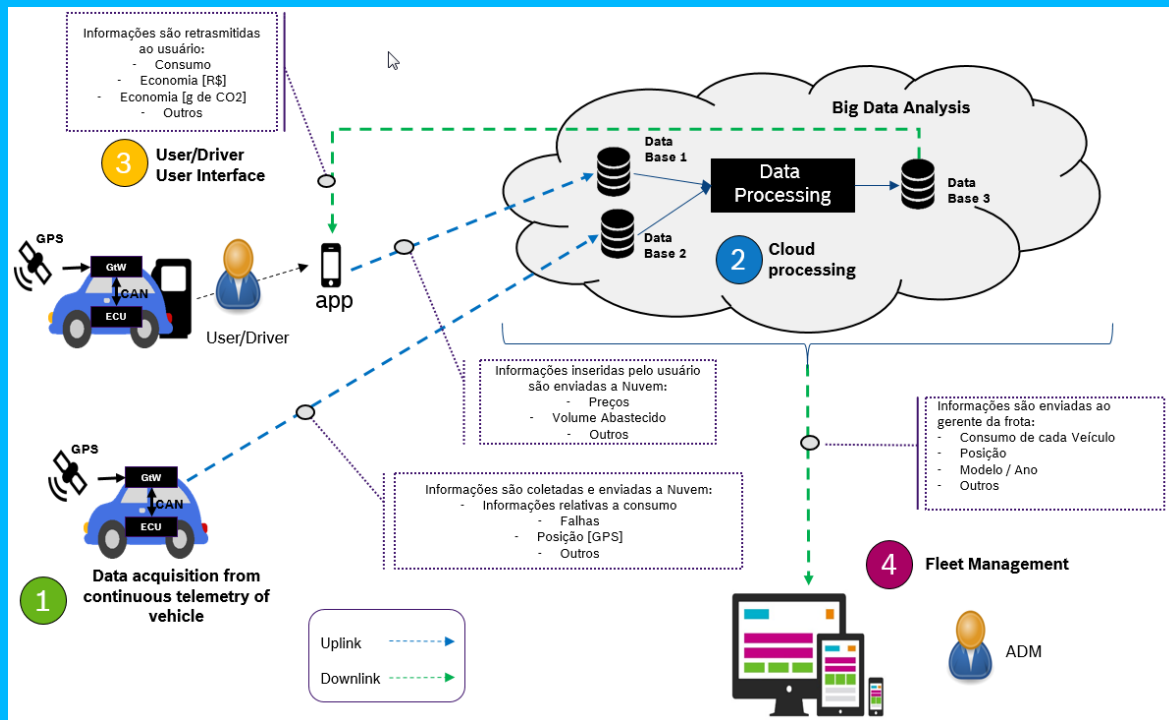 Informações são retrasmitidas
ao usuário:
- Consumo
- Economia [R$]
- Economia [g de CO2]
- Outros
3
User/Driver
User Interface
Big Data Analysis
Data
Base 1
Data
Processing
Data
Base 3
Data
Base 2
2
Cloud
processing
GPS
GtW
CAN
ECU
User/Driver
app
Informações inseridas pelo usuário
são enviadas a Nuvem:
- Preços
- Volume Abastecido
- Outros
Informações são enviadas ao
gerente da frota:
- Consumo de cada Veículo
- Posição
- Modelo / Ano
- Outros
GPS
GtW
CAN
ECU
Informações são coletadas e enviadas a Nuvem:
- Informações relativas a consumo
- Falhas
- Posição [GPS]
- Outros
1
Data acquisition from
continuous telemetry of
vehicle
4
Fleet Management
Uplink
Downlink
ADM